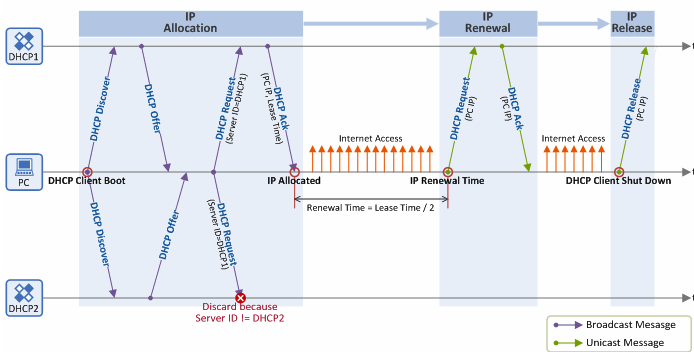 IP
Allocation
IP
Renewal
IP
Release
DHCP1
t
DHCP Discover
DHCP Offer
DHCP Request
(Server ID=DHCP1)
DHCP Ack
(PC IP, Lease Time)
DHCP Request
(PC IP)
DHCP Ack
(PC IP)
DHCP Release
(PC IP)
Internet Access
Internet Access
PC
t
DHCP Client Boot
IP Allocated
IP Renewal Time
DHCP Client Shut Down
Renewal Time = Lease Time / 2
DHCP Discover
DHCP Offer
DHCP Request
(Server ID=DHCP1)
DHCP2
t
Discard because
Server ID != DHCP2
Broadcast Mesasge
Unicast Message